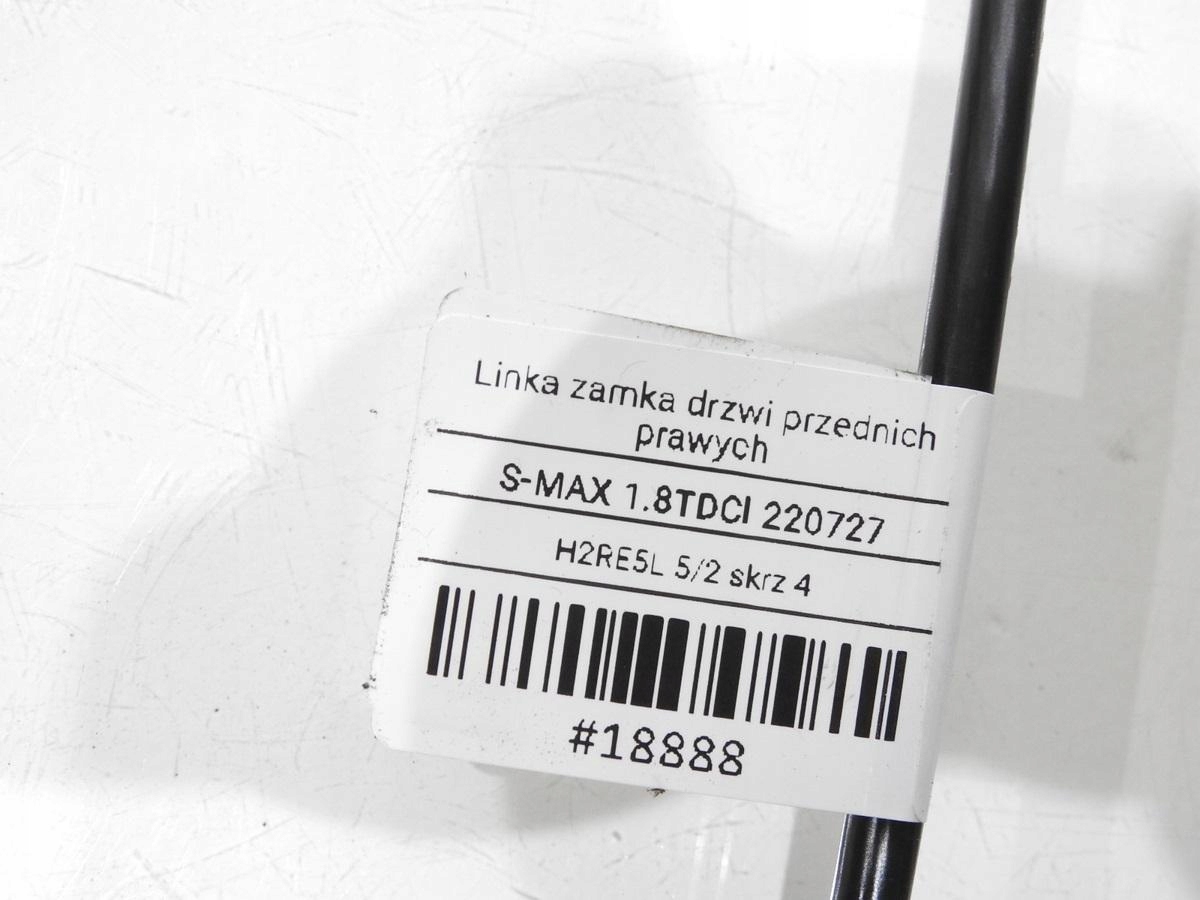 Linka zamka drzwi przednich
prawych
S-MAX 1.8TDCI 220727
H2RE5L 5/2 skrz 4
#18888